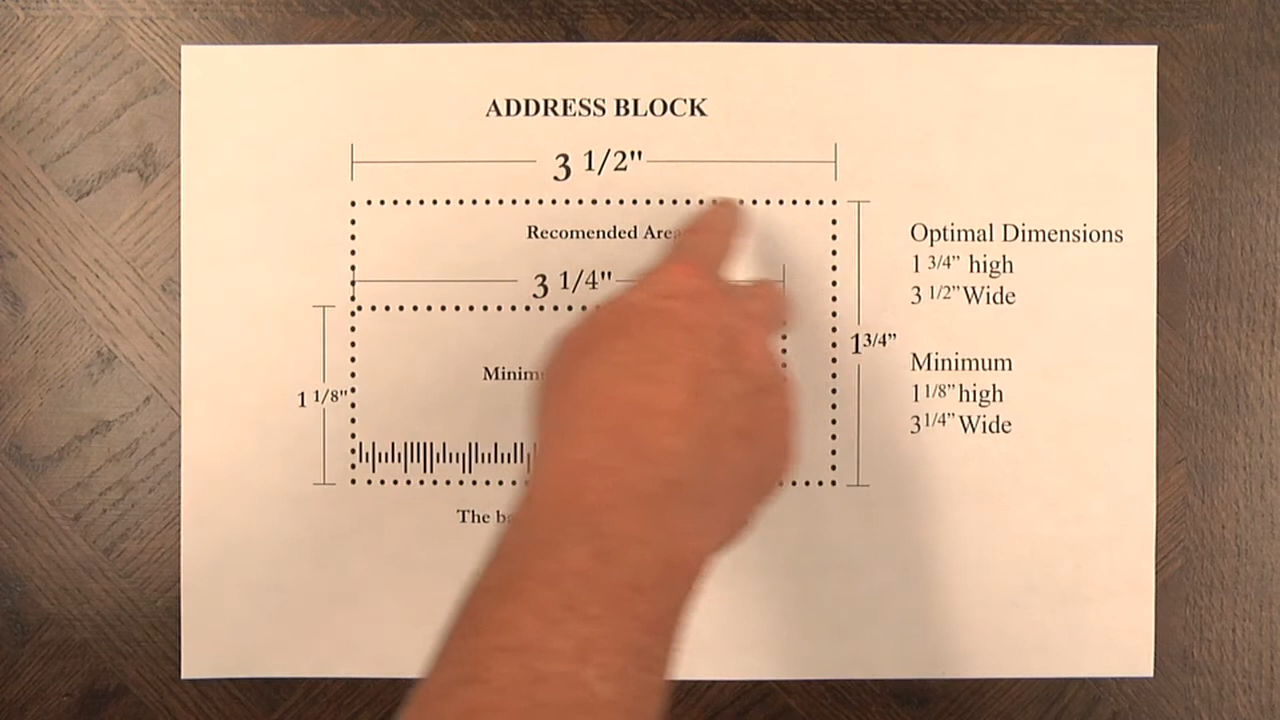 ADDRESS BLOCK
3 1/2"
Recomended
3 1/4"
1 1/8"
1 3/4"
The
Optimal Dimensions
1 3/4" high
3 1/2" Wide
Minimum
1 1/8" high
3 1/4" Wide